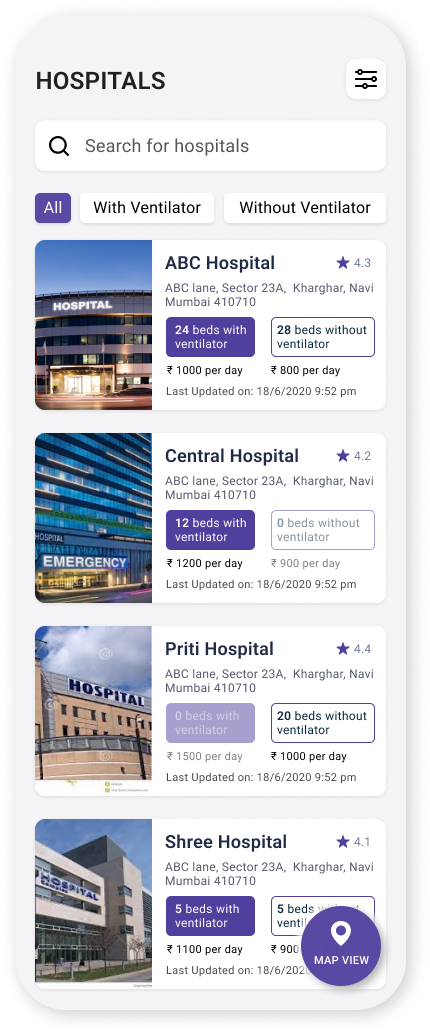 HOSPITALS
Search for hospitals
All
With Ventilator
Without Ventilator
HOSPITAL
ABC Hospital
4.3
ABC lane, Sector 23A, Kharghar, Navi
Mumbai 410710
24 beds with
ventilator
28 beds without
ventilator
₹ 1000 per day
₹ 800 per day
Last Updated on: 18/6/2020 9:52 pm
HOSPITAL
EMERGENCY
Central Hospital
4.2
ABC lane, Sector 23A, Kharghar, Navi
Mumbai 410710
12 beds with
ventilator
0 beds without
ventilator
₹ 1200 per day
₹ 900 per day
Last Updated on: 18/6/2020 9:52 pm
HOSPITAL
Priti Hospital
4.4
ABC lane, Sector 23A, Kharghar, Navi
Mumbai 410710
0 beds with
ventilator
20 beds without
ventilator
₹ 1500 per day
₹ 1000 per day
Last Updated on: 18/6/2020 9:52 pm
HOSPITAL
Shree Hospital
4.1
ABC lane, Sector 23A, Kharghar, Navi
Mumbai 410710
5 beds with
ventilator
5 beds without
₹ 1100 per day
₹ 900
Last Updated on: 18/6/202
MAP VIEW